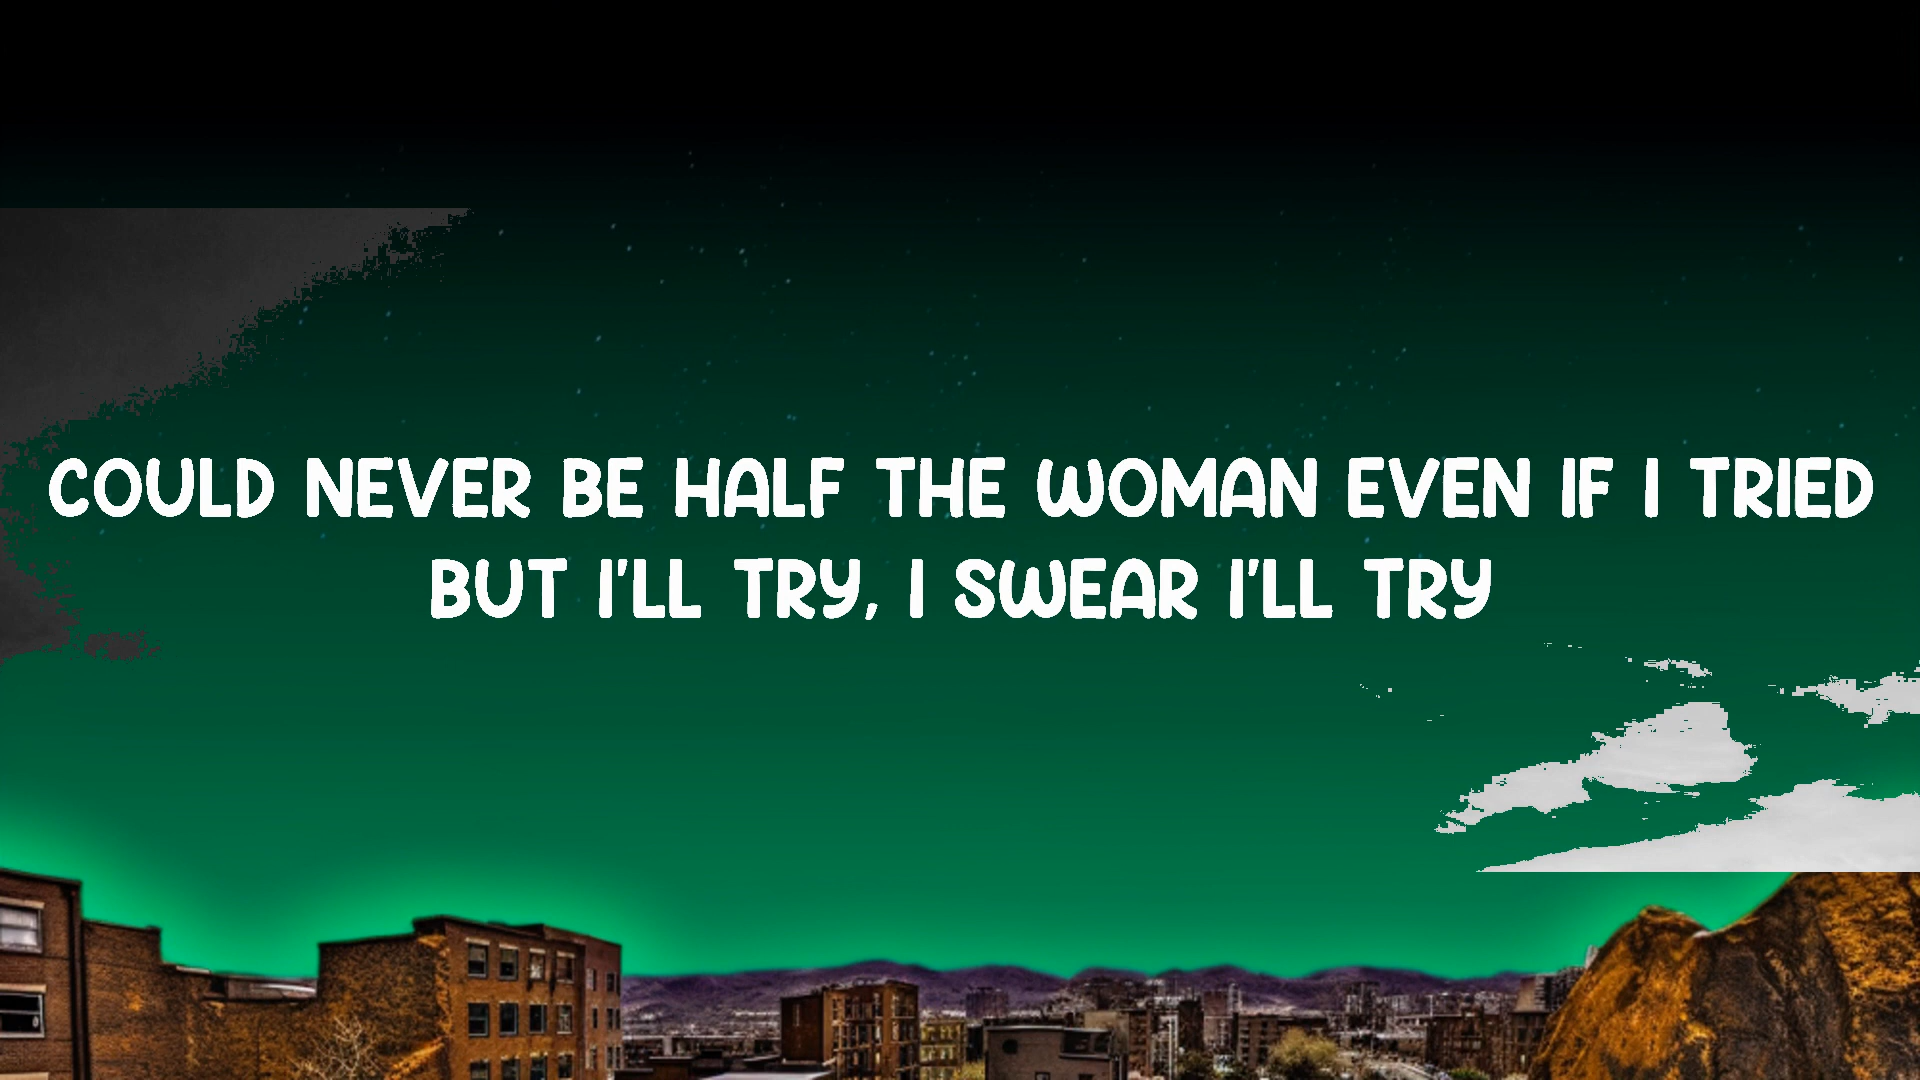 COULD NEVER BE HALF THE WOMAN EVEN IF I TRIED
BUT I'LL TRY, I SWEAR I'LL TRY